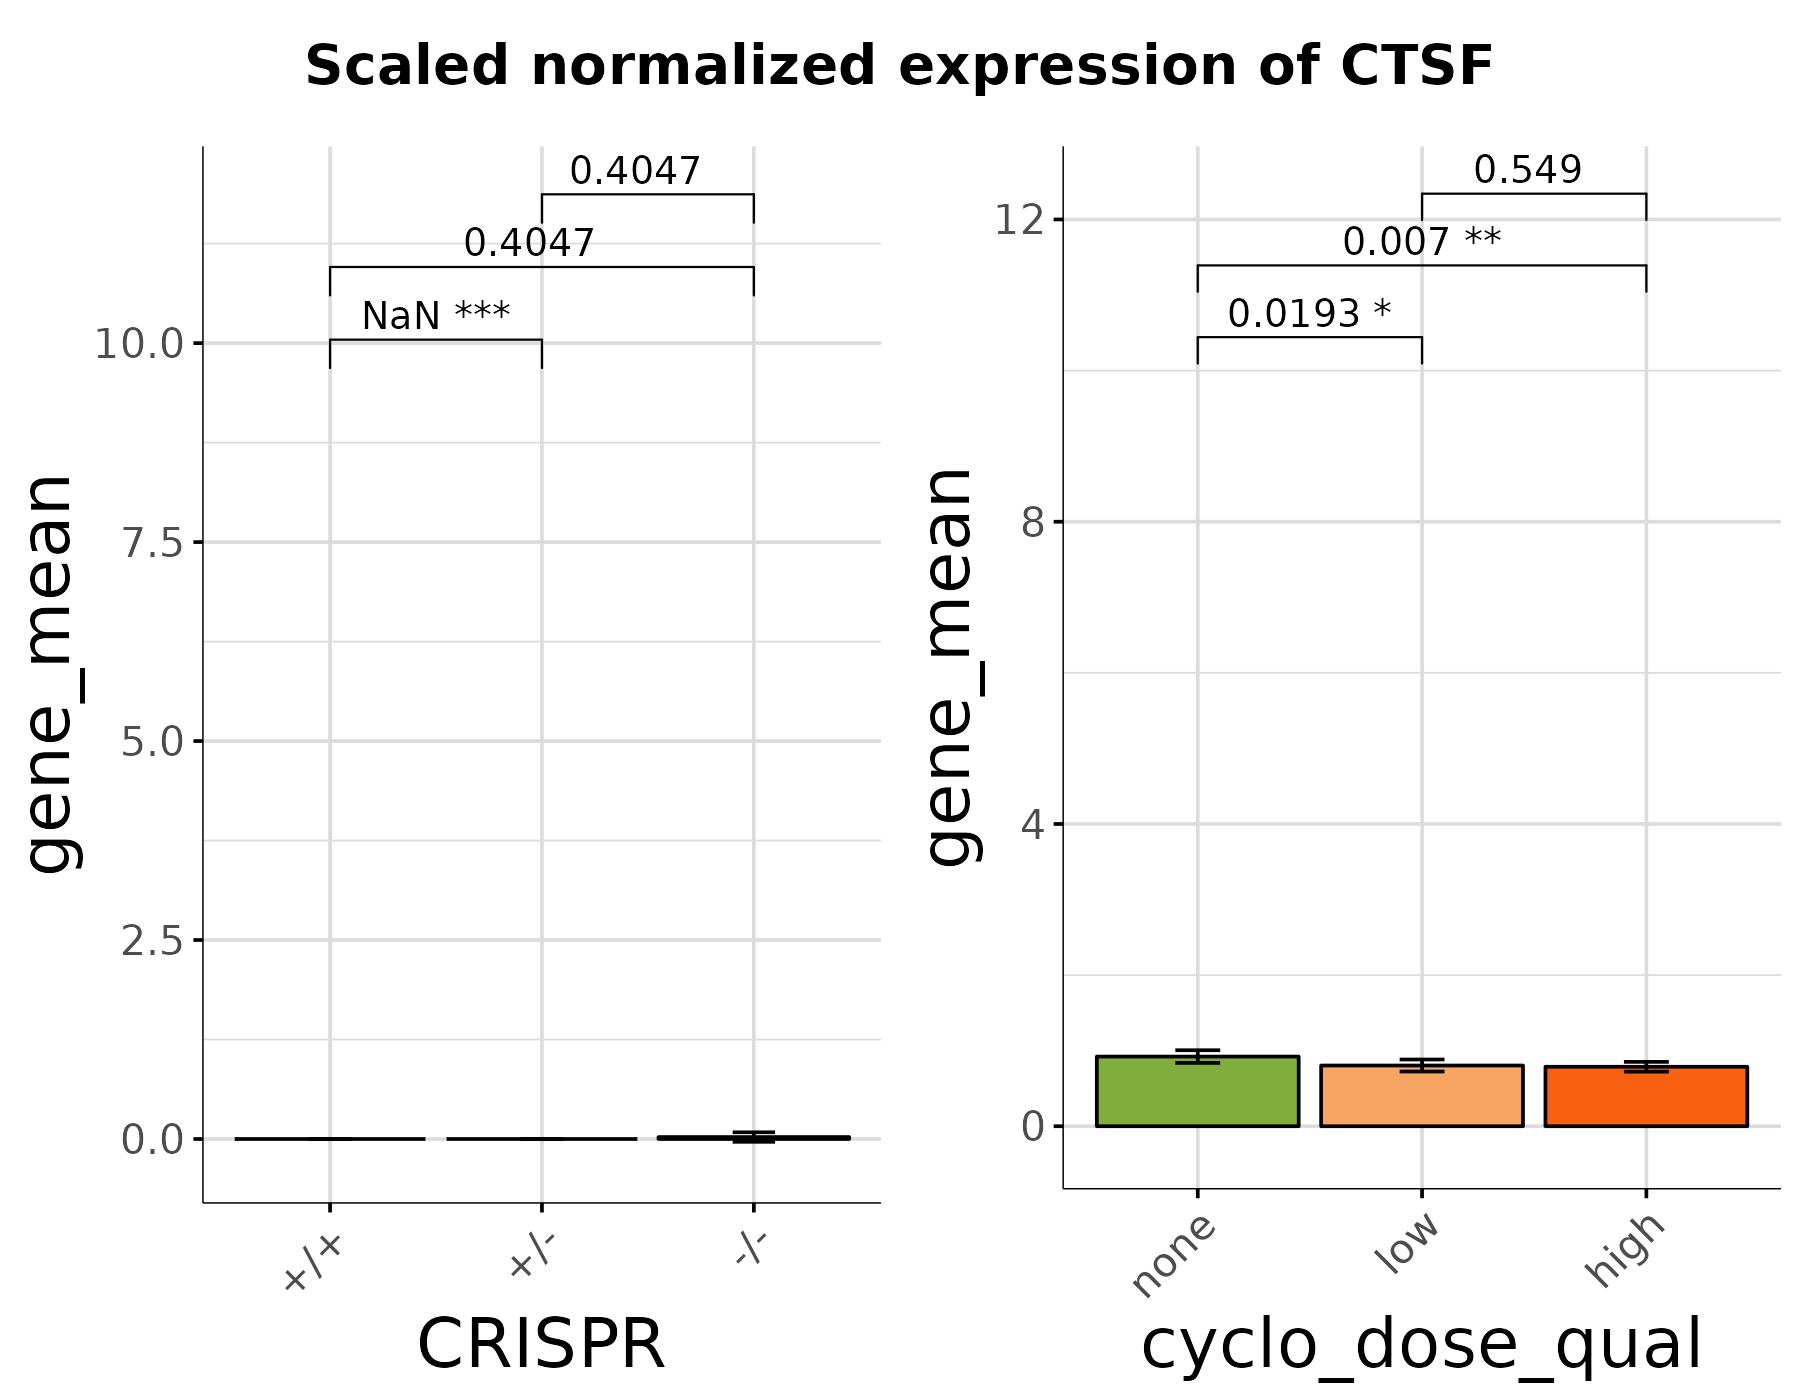 Scaled normalized expression of CTSF
gene_mean
10.0
7.5
5.0
2.5
0.0
0.4047
0.4047
NaN ***
+/+
+/-
-/-
CRISPR
gene_mean
12
8
4
0
0.549
0.007 **
0.0193 *
none
low
high
cyclo_dose_qual